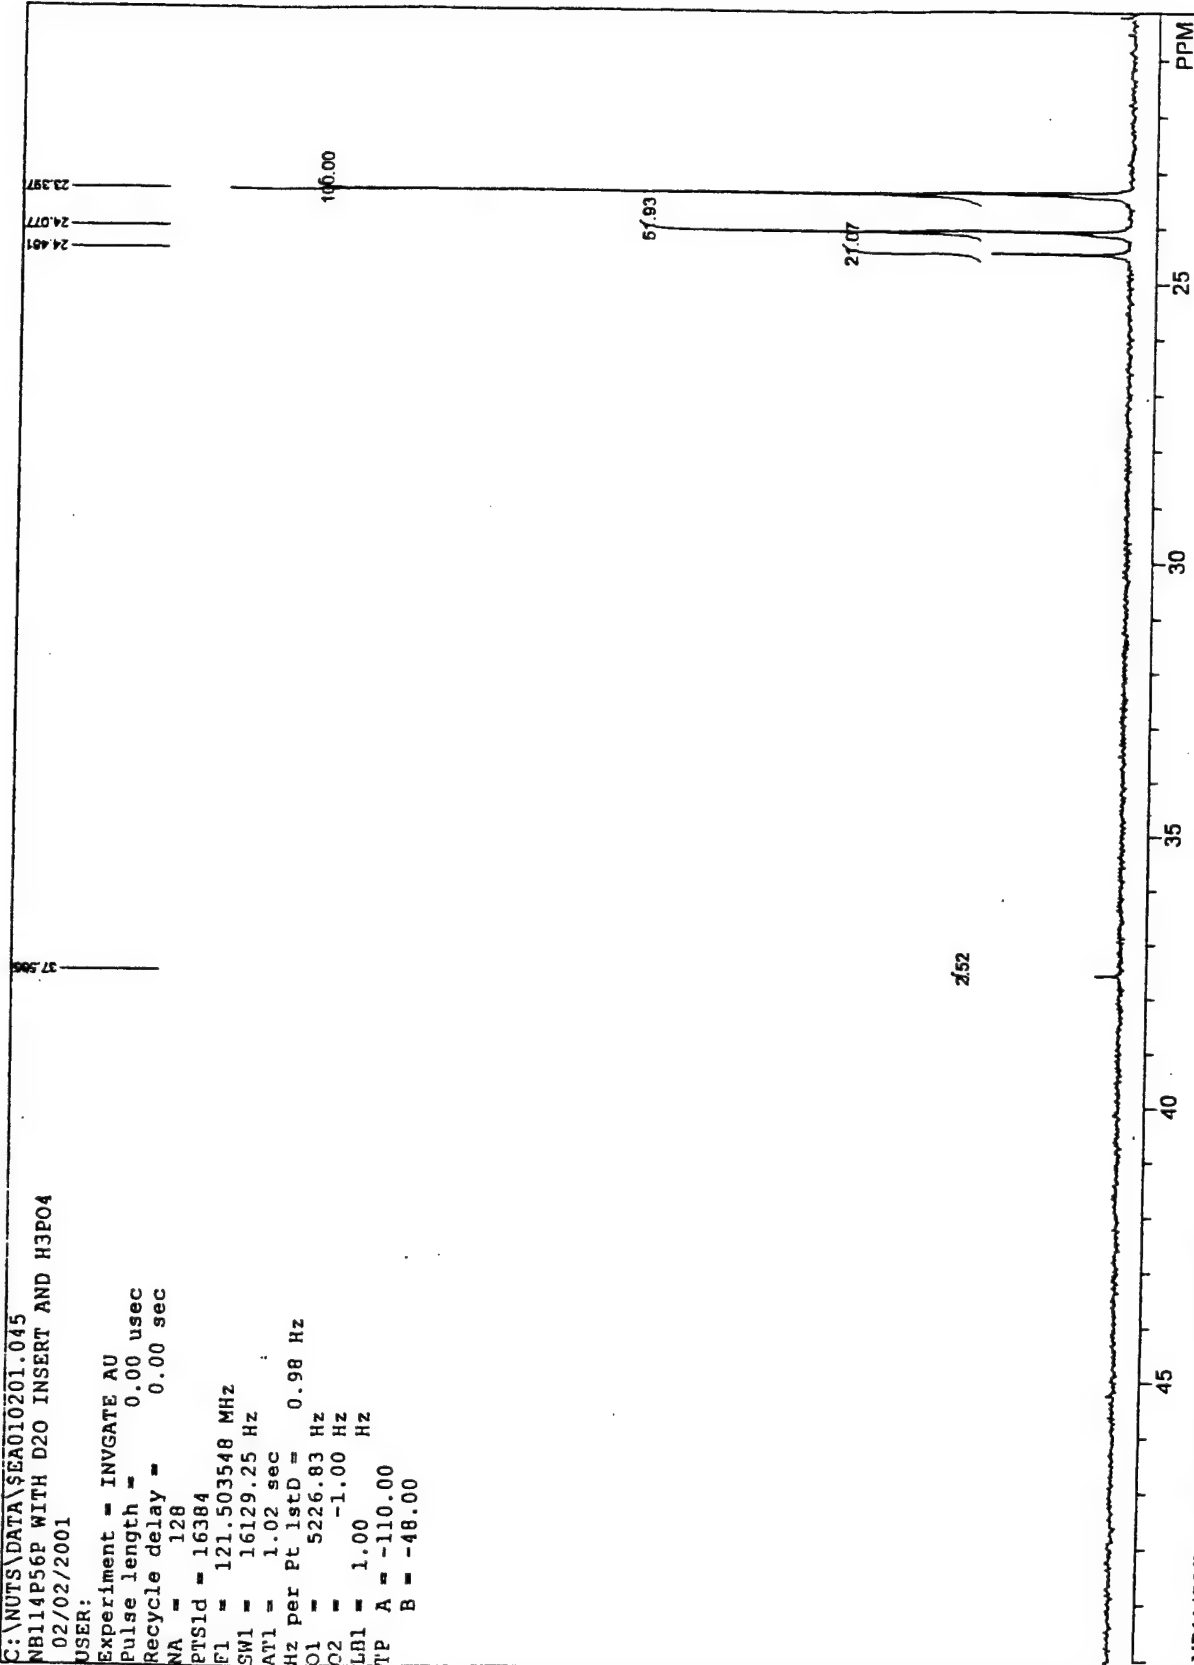 C:\NUTS\DATA\$EA010201.045
NB114P56P WITH D2O INSERT AND H3PO4
02/02/2001
USER:
Experiment = INVGATE AU
Pulse length = 0.00 usec
Recycle delay = 0.00 sec
NA = 128
PTS1d = 16384
F1 = 121.503548 MHz
SW1 = 16129.25 Hz
AT1 = 1.02 sec
Hz per Pt 1stD = 0.98 Hz
O1 = 5226.83 Hz
O2 = -1.00 Hz
LB1 = 1.00 Hz
TP A = -110.00
B = -48.00
24.461
24.077
23.397
2.52
21.07
51.93
100.00
45
40
35
30
25
PPM